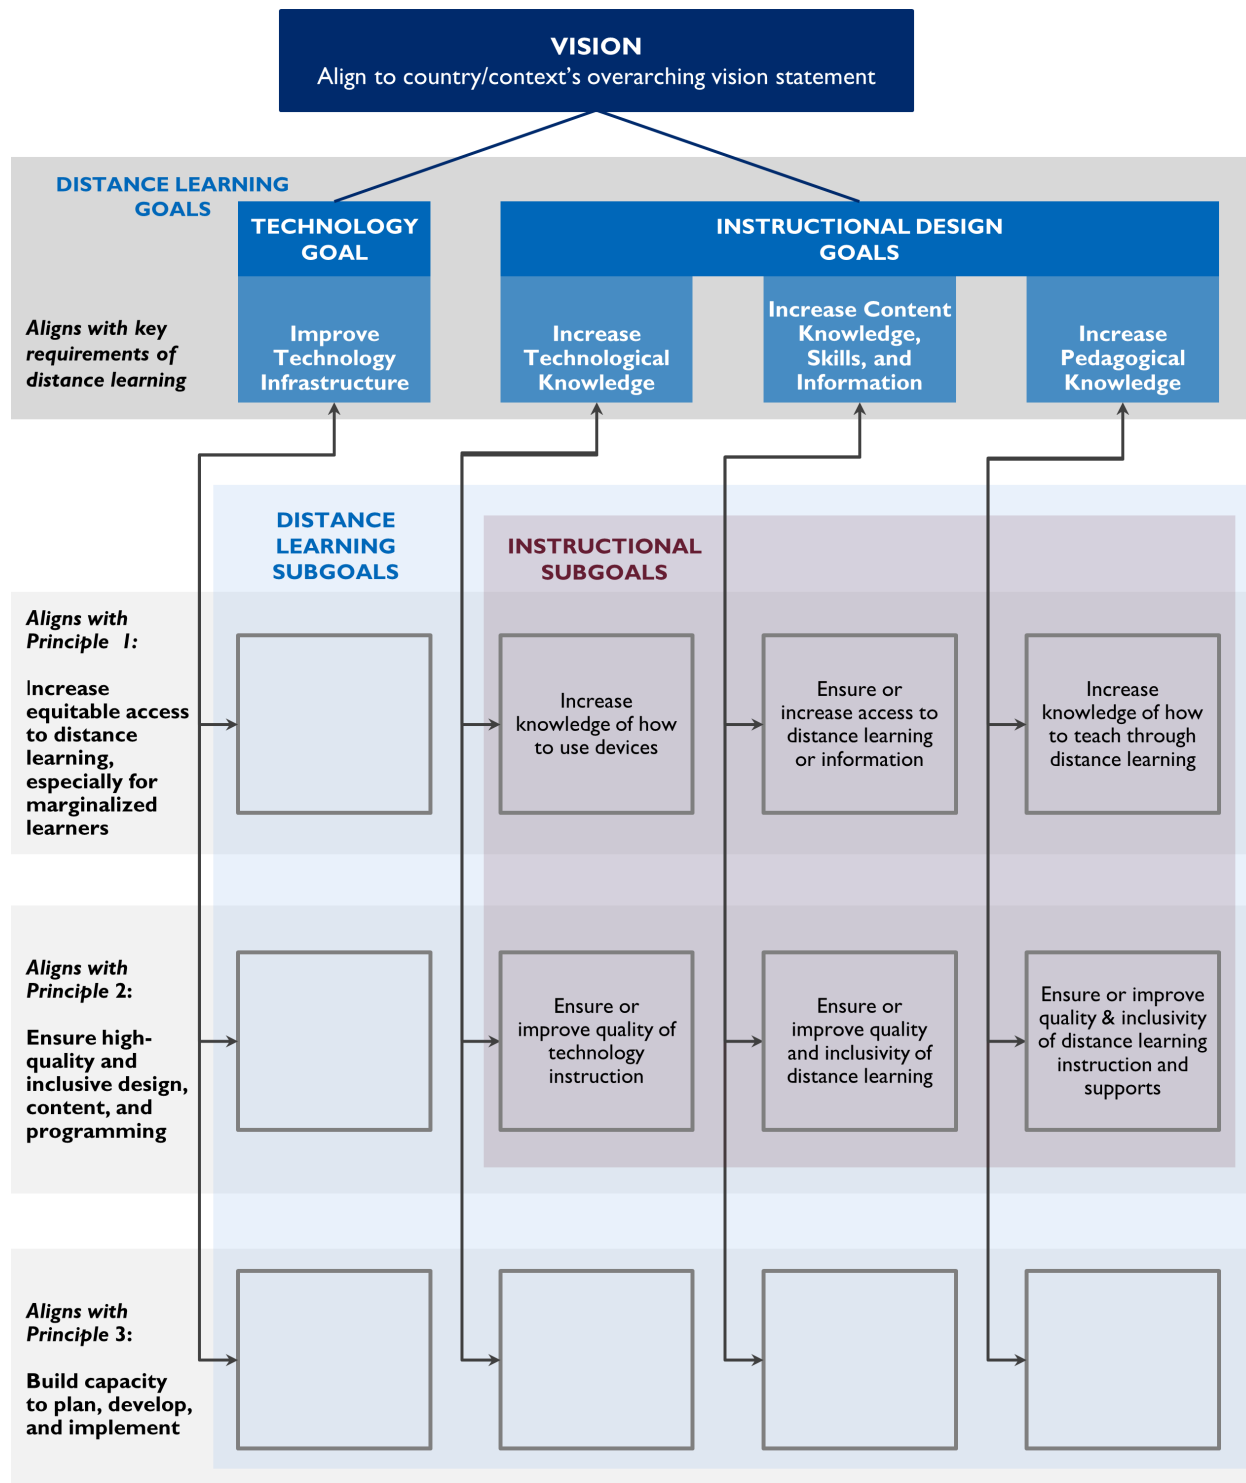 VISION
Align to country/context's overarching vision statement
DISTANCE LEARNING
GOALS
TECHNOLOGY
GOAL
INSTRUCTIONAL DESIGN
GOALS
Aligns with key
requirements of
distance learning
Improve
Technology
Infrastructure
Increase
Technological
Knowledge
Increase Content
Knowledge,
Skills, and
Information
Increase
Pedagogical
Knowledge
DISTANCE
LEARNING
SUBGOALS
INSTRUCTIONAL
SUBGOALS
Aligns with
Principle 1:
Increase
equitable access
to distance
learning,
especially for
marginalized
learners
Increase
knowledge of how
to use devices
Ensure or
increase access to
distance learning
or information
Increase
knowledge of how
to teach through
distance learning
Aligns with
Principle 2:
Ensure high-
quality and
inclusive design,
content, and
programming
Ensure or
improve quality of
technology
instruction
Ensure or
improve quality
and inclusivity of
distance learning
Ensure or improve
quality & inclusivity
of distance learning
instruction and
supports
Aligns with
Principle 3:
Build capacity
to plan, develop,
and implement